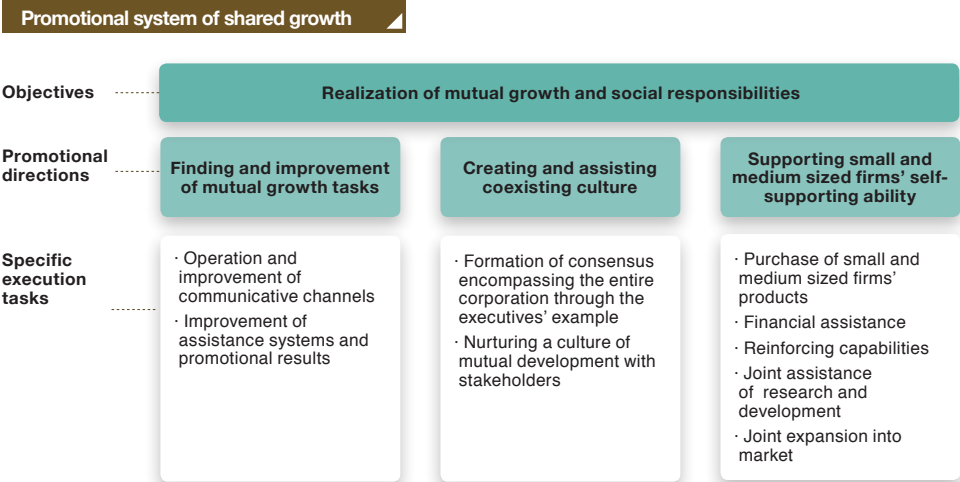 Promotional system of shared growth
Objectives
Realization of mutual growth and social responsibilities
Promotional
directions
Finding and improvement
of mutual growth tasks
Creating and assisting
coexisting culture
Supporting small and
medium sized firms' self-
supporting ability
Specific
execution
tasks
· Operation and
improvement of
communicative channels
· Improvement of
assistance systems and
promotional results
· Formation of consensus
encompassing the entire
corporation through the
executives' example
· Nurturing a culture of
mutual development with
stakeholders
· Purchase of small and
medium sized firms'
products
· Financial assistance
· Reinforcing capabilities
· Joint assistance
of research and
development
· Joint expansion into
market